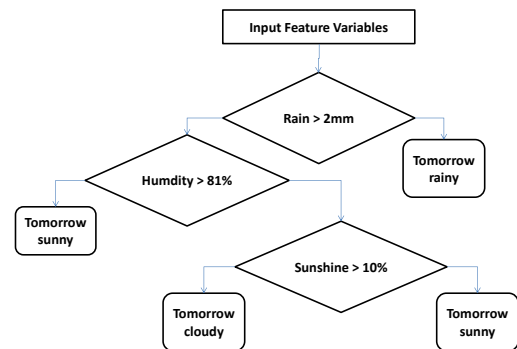 Input Feature Variables
Rain > 2mm
Tomorrow
rainy
Humdity > 81%
Tomorrow
sunny
Sunshine > 10%
Tomorrow
cloudy
Tomorrow
sunny